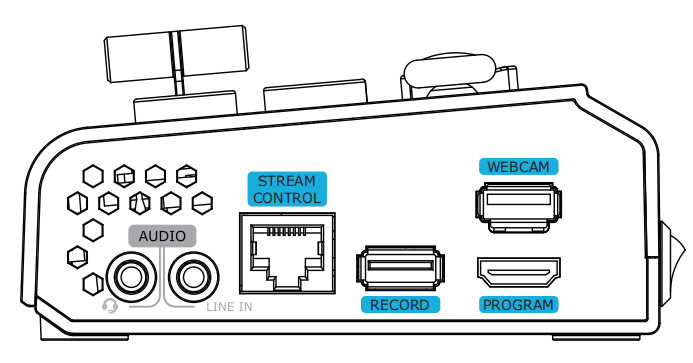 WEBCAM
STREAM
CONTROL
AUDIO
LINE IN
RECORD
PROGRAM